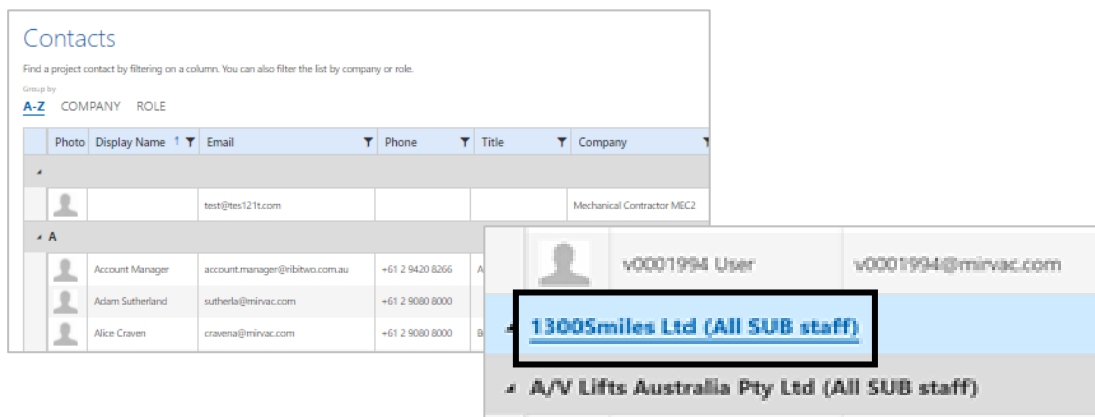 Contacts
Find a project contact by filtering on a column. You can also filter the list by company or role.
Group by
A-Z COMPANY ROLE
Photo Display Name Email Phone Title Company
test@tes121t.com Mechanical Contractor MEC2
A
Account Manager account.manager@ribitwo.com.au +61 2 9420 8266 A
Adam Sutherland sutherla@mirvac.com +61 2 9080 8000
Alice Craven cravena@mirvac.com +61 2 9080 8000 B
v0001994 User v0001994@mirvac.com
1300Smiles Ltd (All SUB staff)
A/V Lifts Australia Pty Ltd (All SUB staff)